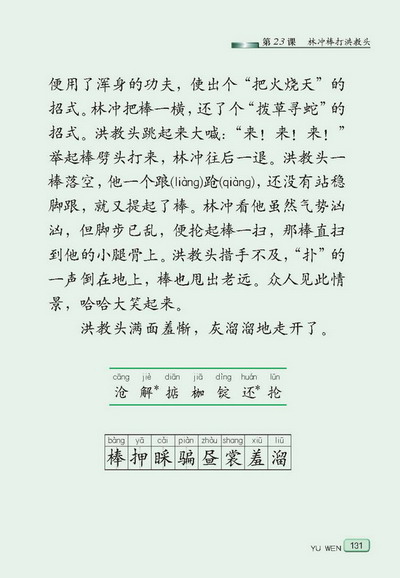 第23课 林冲棒打洪教头
便用了浑身的功夫，使出个“把火烧天”的
招式。林冲把棒一横，还了个“拨草寻蛇”的
招式。洪教头跳起来大喊：“来！来！来！”
举起棒劈头打来，林冲往后一退。洪教头一
棒落空，他一个踉(liàng)跄(qiàng)，还没有站稳
脚跟，就又提起了棒。林冲看他虽然气势汹
汹，但脚步已乱，便抡起棒一扫，那棒直扫
到他的小腿骨上。洪教头措手不及，“扑”的
一声倒在地上，棒也甩出老远。众人见此情
景，哈哈大笑起来。
洪教头满面羞惭，灰溜溜地走开了。
cāng jiè diān jiā dìng huán lūn
沧 解* 掂 枷 锭 还* 抡
bàng yā cǎi piàn zhòu shang xiū liū
棒 押 睬 骗 昼 裳 羞 溜
YU WEN 131